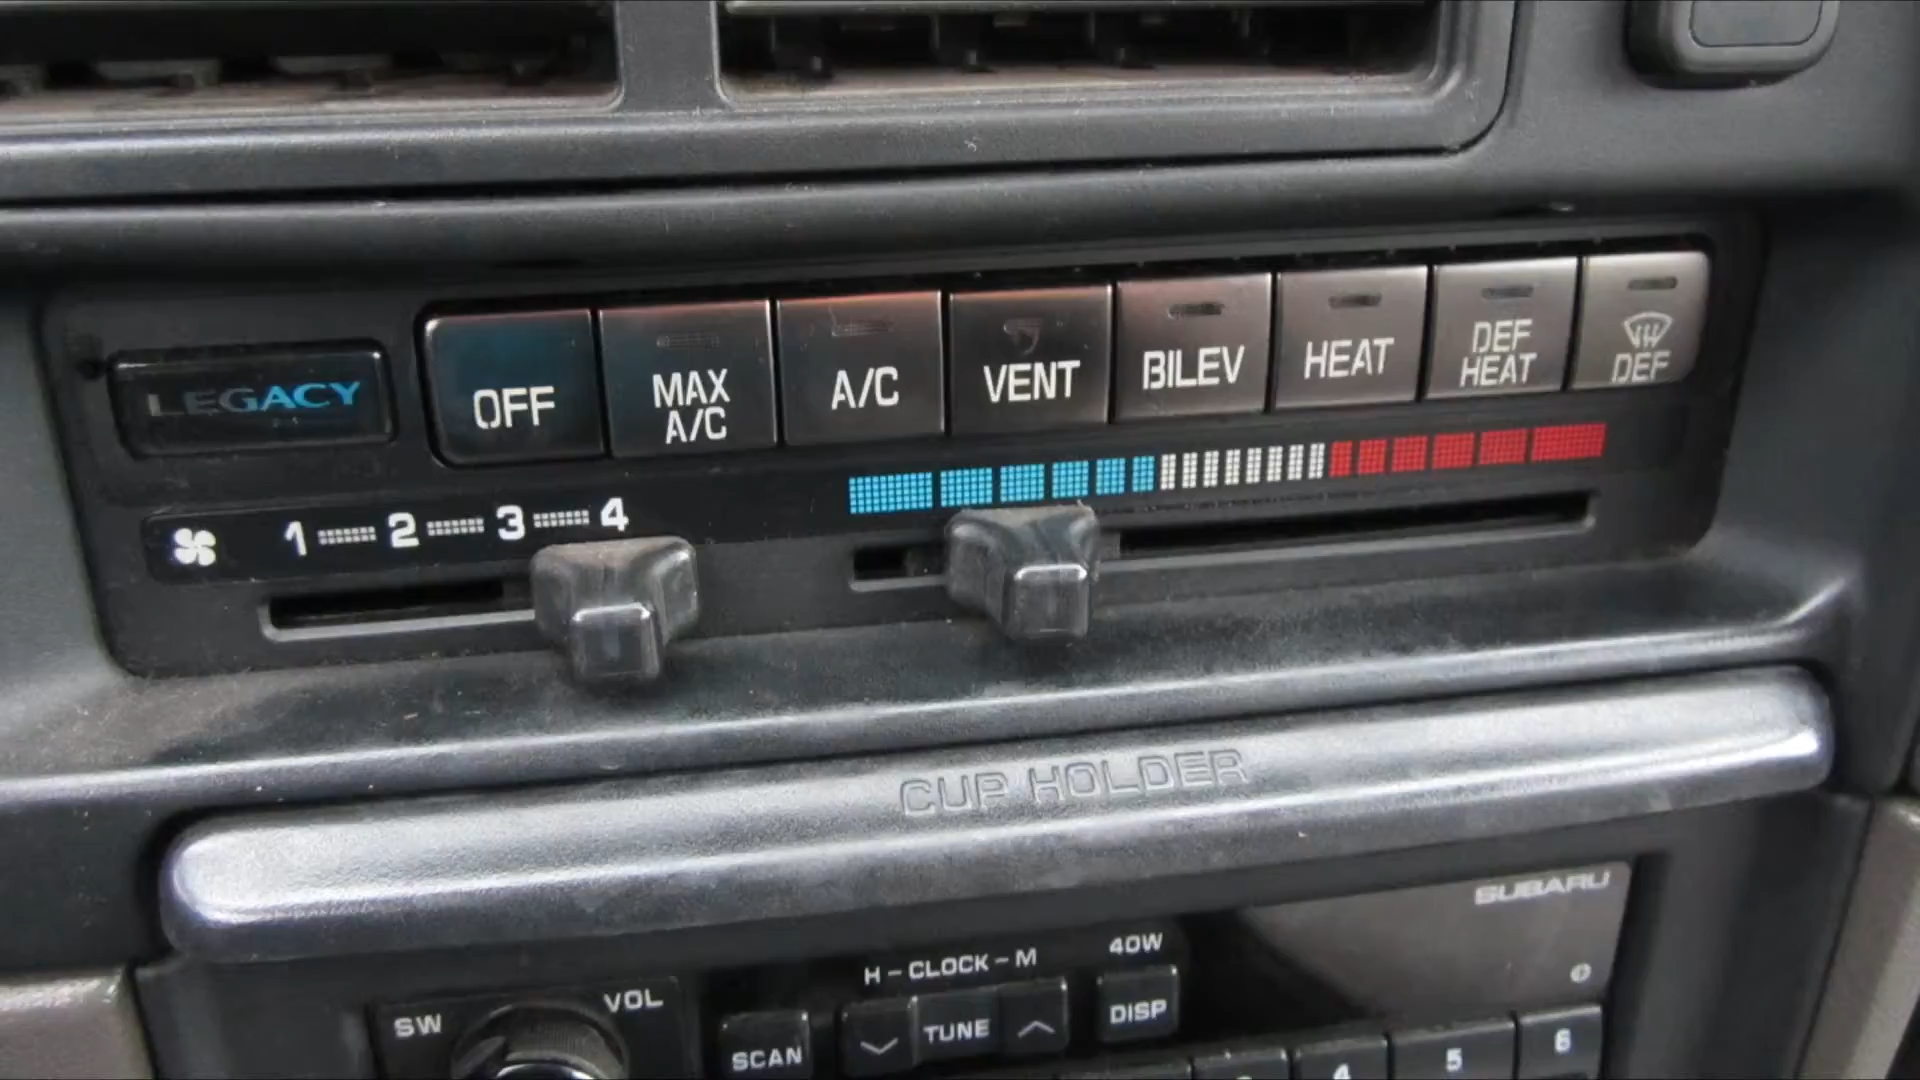 LEGACY
OFF
MAX
A/C
A/C
VENT
BILEV
HEAT
DEF
HEAT
DEF
1 2 3 4
CUP HOLDER
SUBARU
H - CLOCK - M
40W
SW
VOL
SCAN
TUNE
DISP
4
5
6